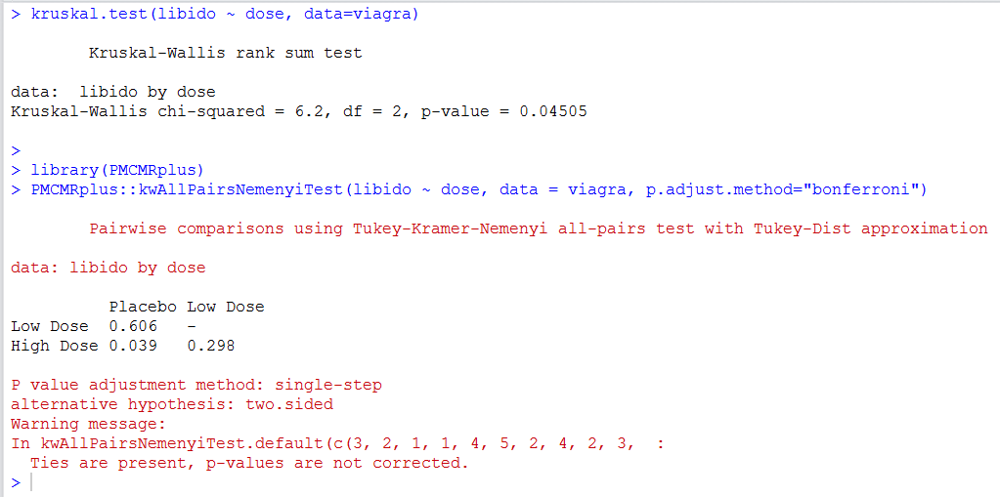 > kruskal.test(libido ~ dose, data=viagra)
Kruskal-Wallis rank sum test
data:  libido by dose
Kruskal-Wallis chi-squared = 6.2, df = 2, p-value = 0.04505
>
> library(PMCMRplus)
> PMCMRplus::kwAllPairsNemenyiTest(libido ~ dose, data = viagra, p.adjust.method="bonferroni")
Pairwise comparisons using Tukey-Kramer-Nemenyi all-pairs test with Tukey-Dist approximation
data: libido by dose
Placebo Low Dose
Low Dose  0.606   -
High Dose 0.039   0.298
P value adjustment method: single-step
alternative hypothesis: two.sided
Warning message:
In kwAllPairsNemenyiTest.default(c(3, 2, 1, 1, 4, 5, 2, 4, 2, 3,  :
Ties are present, p-values are not corrected.
>